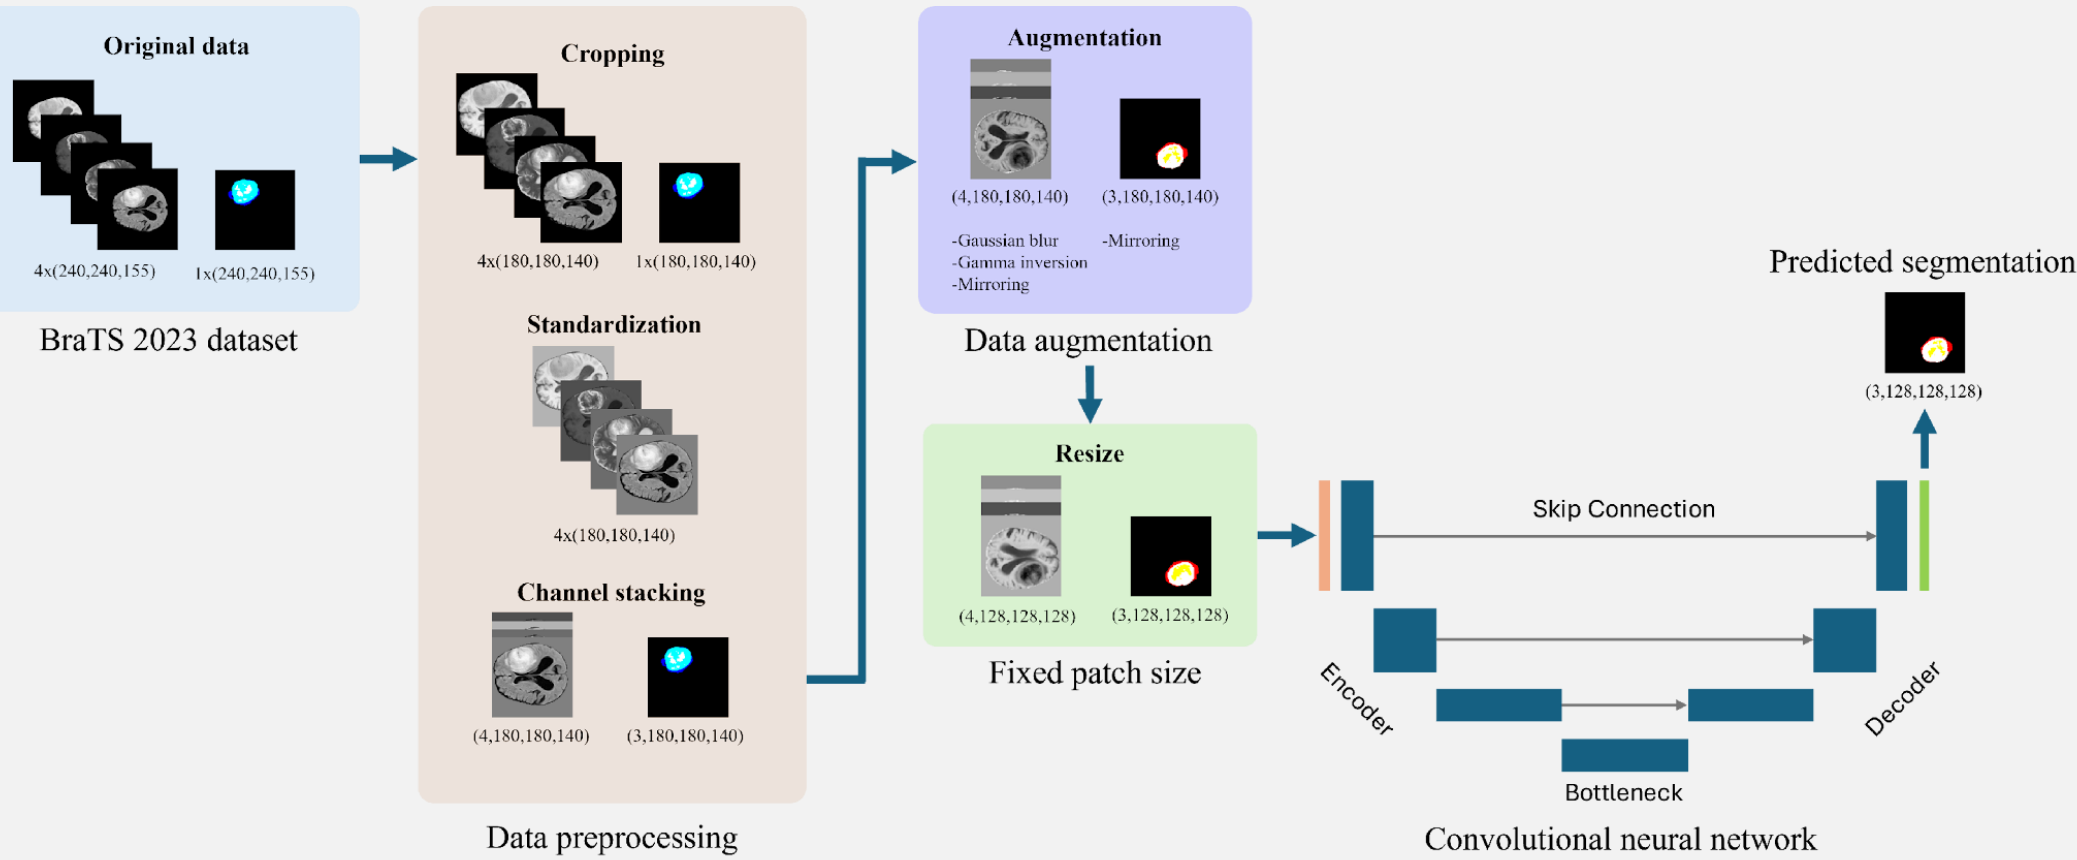 Original data
4x(240,240,155)
1x(240,240,155)
BraTS 2023 dataset
Cropping
4x(180,180,140)
1x(180,180,140)
Standardization
4x(180,180,140)
Channel stacking
(4,180,180,140)
(3,180,180,140)
Data preprocessing
Augmentation
(4,180,180,140)
(3,180,180,140)
-Gaussian blur
-Gamma inversion
-Mirroring
-Mirroring
Data augmentation
Resize
(4,128,128,128)
(3,128,128,128)
Fixed patch size
Predicted segmentation
(3,128,128,128)
Skip Connection
Encoder
Decoder
Bottleneck
Convolutional neural network